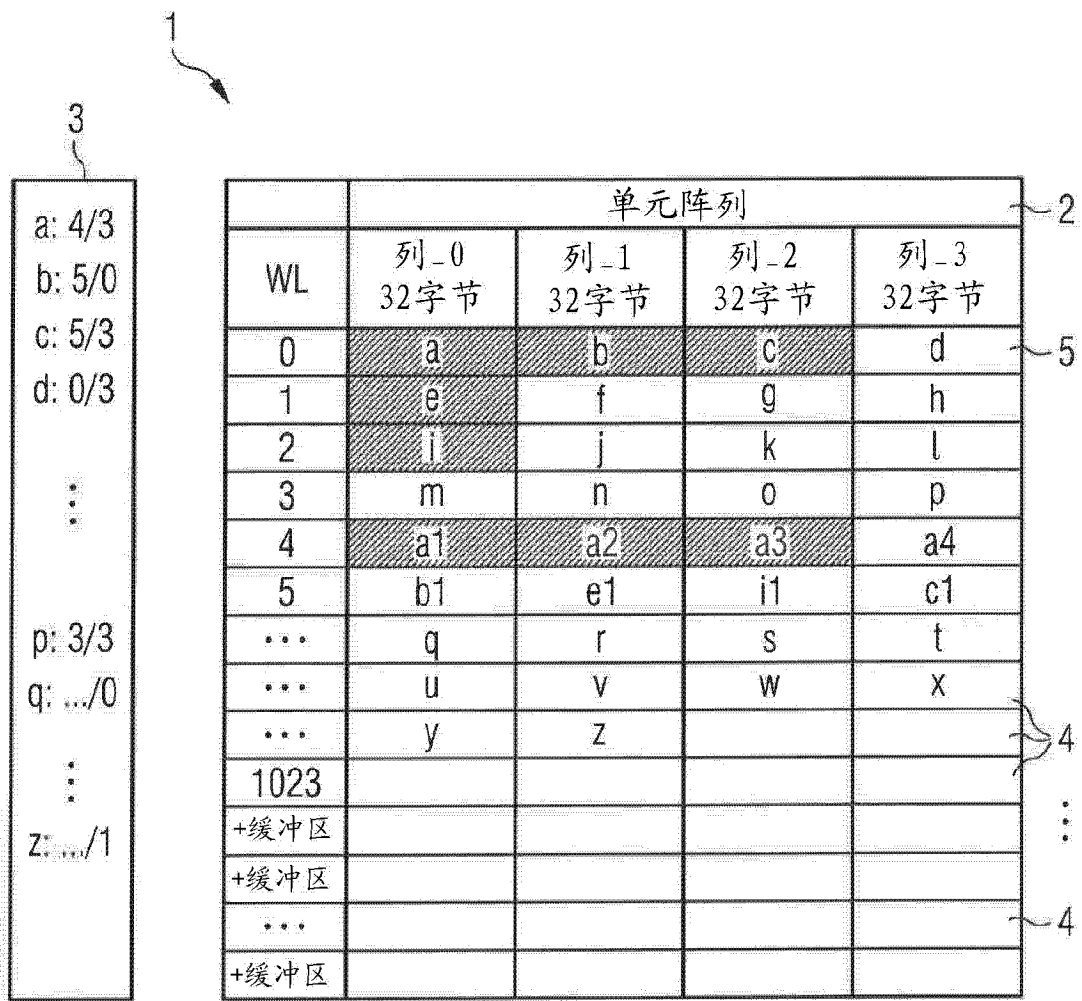 1
3
a: 4/3
b: 5/0
c: 5/3
d: 0/3
⋮
p: 3/3
q: .../0
⋮
z: .../1
单元阵列
2
WL 列_0 32字节 列_1 32字节 列_2 32字节 列_3 32字节
0 a b c d
5
1 e f g h
2 i j k l
3 m n o p
4 a1 a2 a3 a4
5 b1 e1 i1 c1
... q r s t
... u v w x
... y z
4
1023
⋮
+缓冲区
+缓冲区
...
4
+缓冲区